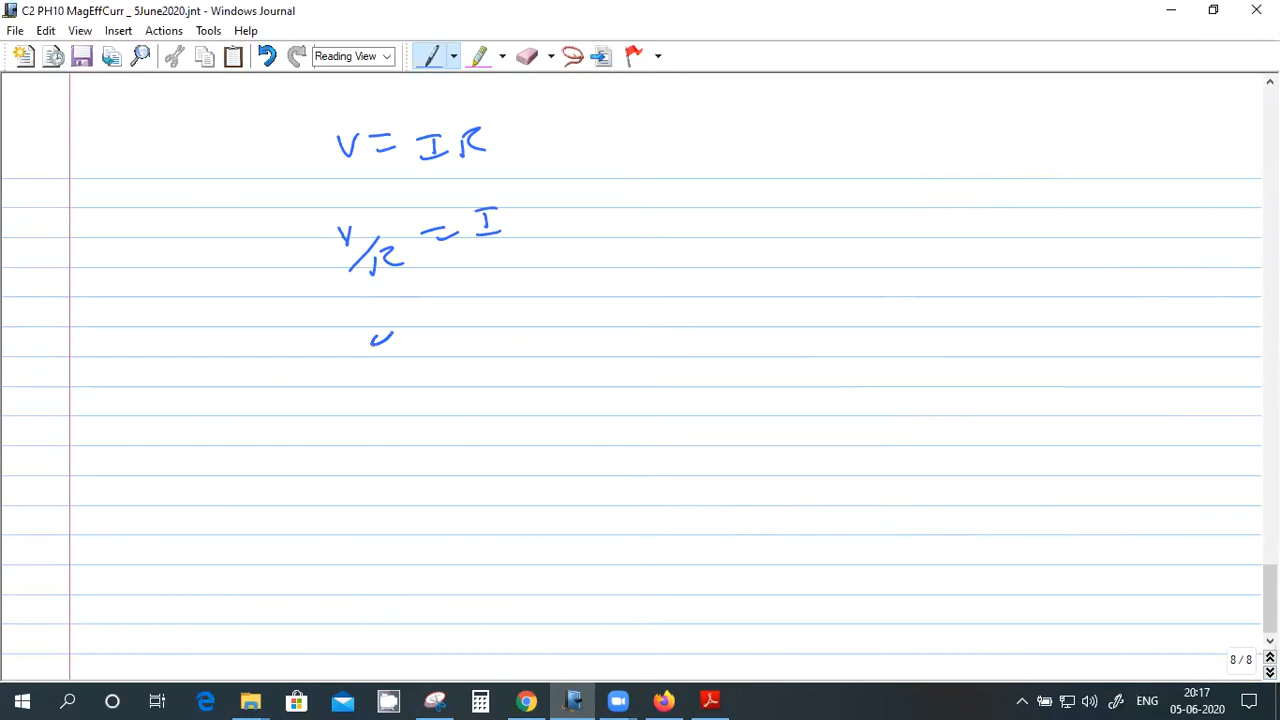 C2 PH10 MagEffCurr _ 5June2020.jnt - Windows Journal
File Edit View Insert Actions Tools Help
Reading View
V = IR
V/R = I
8 / 8
ENG
20:17
05-06-2020